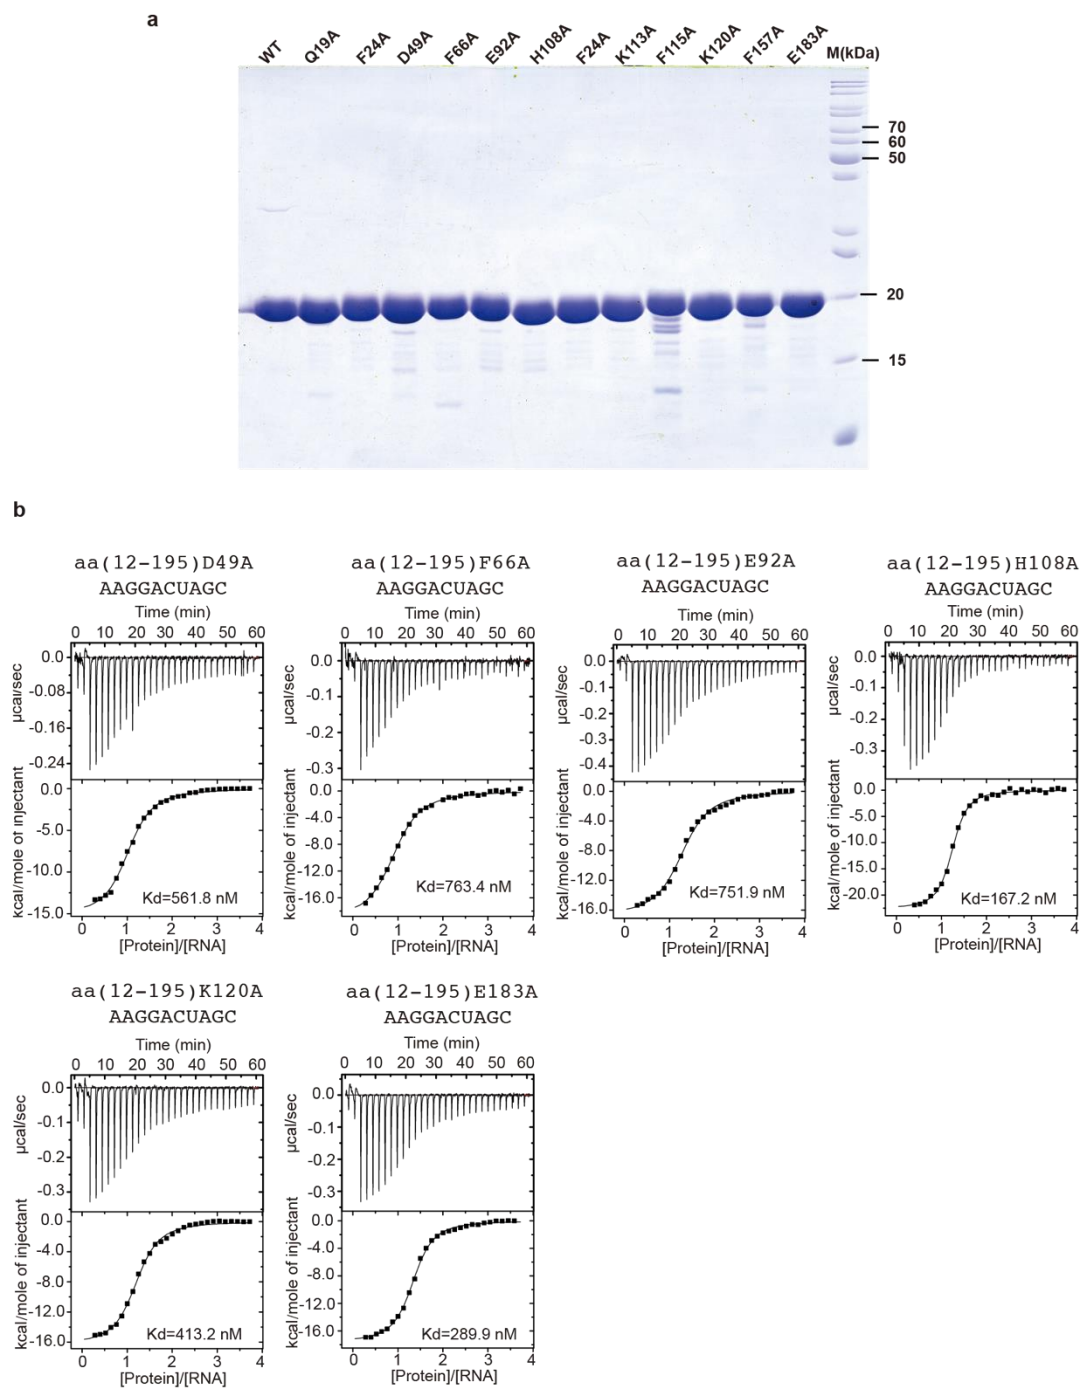 a
WT Q19A F24A D49A F66A E92A H108A F24A K113A F115A K120A F157A E183A M(kDa)
70
60
50
20
15
b
aa(12-195)D49A
AAGGACUAGC
Time (min)
0 10 20 30 40 50 60
0.0
-0.08
-0.16
-0.24
µcal/sec
0.0
-5.0
-10.0
-15.0
kcal/mole of injectant
Kd=561.8 nM
0 1 2 3 4
[Protein]/[RNA]
aa(12-195)F66A
AAGGACUAGC
Time (min)
0 10 20 30 40 50 60
0.0
-0.1
-0.2
-0.3
µcal/sec
0.0
-4.0
-8.0
-12.0
-16.0
kcal/mole of injectant
Kd=763.4 nM
0 1 2 3 4
[Protein]/[RNA]
aa(12-195)E92A
AAGGACUAGC
Time (min)
0 10 20 30 40 50 60
0.0
-0.1
-0.2
-0.3
-0.4
µcal/sec
0.0
-4.0
-8.0
-12.0
-16.0
kcal/mole of injectant
Kd=751.9 nM
0 1 2 3 4
[Protein]/[RNA]
aa(12-195)H108A
AAGGACUAGC
Time (min)
0 10 20 30 40 50 60
0.0
-0.1
-0.2
-0.3
µcal/sec
0.0
-5.0
-10.0
-15.0
-20.0
kcal/mole of injectant
Kd=167.2 nM
0 1 2 3 4
[Protein]/[RNA]
aa(12-195)K120A
AAGGACUAGC
Time (min)
0 10 20 30 40 50 60
0.0
-0.1
-0.2
-0.3
µcal/sec
0.0
-4.0
-8.0
-12.0
-16.0
kcal/mole of injectant
Kd=413.2 nM
0 1 2 3 4
[Protein]/[RNA]
aa(12-195)E183A
AAGGACUAGC
Time (min)
0 10 20 30 40 50 60
0.0
-0.1
-0.2
-0.3
µcal/sec
0.0
-4.0
-8.0
-12.0
-16.0
kcal/mole of injectant
Kd=289.9 nM
0 1 2 3 4
[Protein]/[RNA]